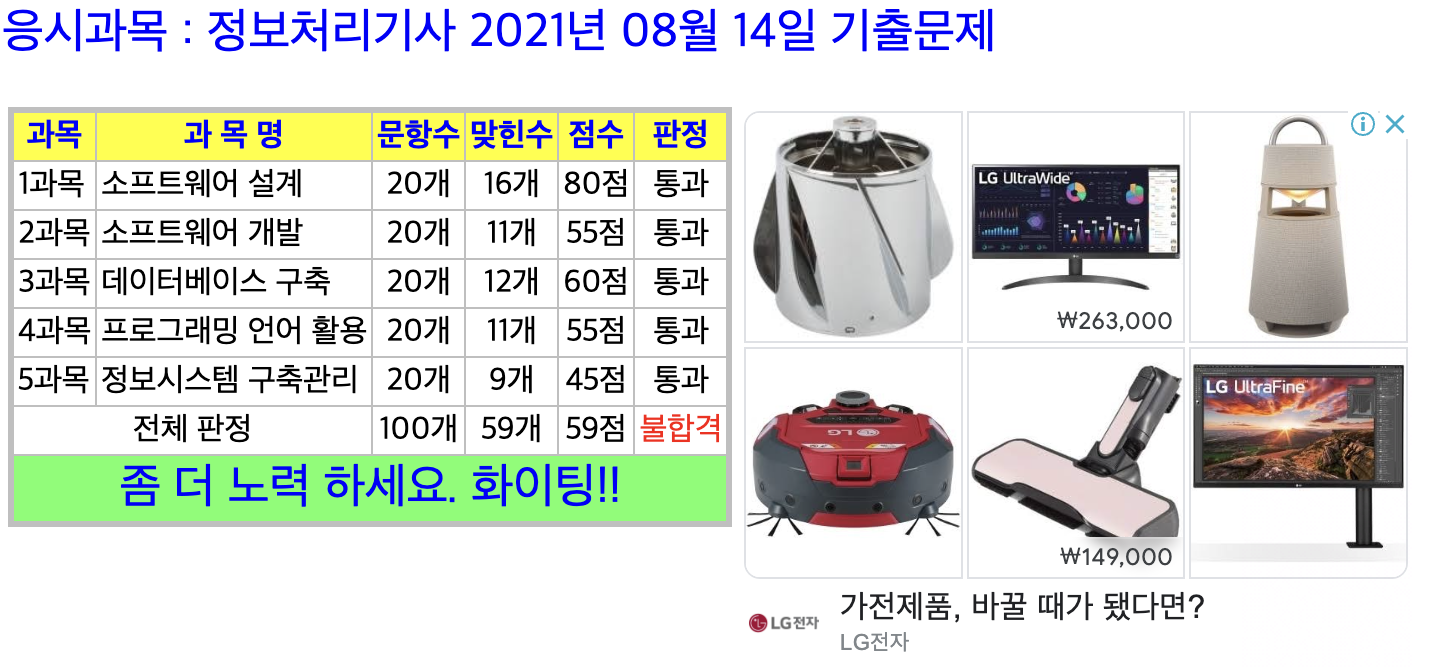 응시과목 : 정보처리기사 2021년 08월 14일 기출문제
과목 과 목 명 문항수 맞힌수 점수 판정
1과목 소프트웨어 설계 20개 16개 80점 통과
2과목 소프트웨어 개발 20개 11개 55점 통과
3과목 데이터베이스 구축 20개 12개 60점 통과
4과목 프로그래밍 언어 활용 20개 11개 55점 통과
5과목 정보시스템 구축관리 20개 9개 45점 통과
전체 판정 100개 59개 59점 불합격
좀 더 노력 하세요. 화이팅!!
LG UltraWide™
₩263,000
LG
LG UltraFine™
₩149,000
LG전자
가전제품, 바꿀 때가 됐다면?
LG전자